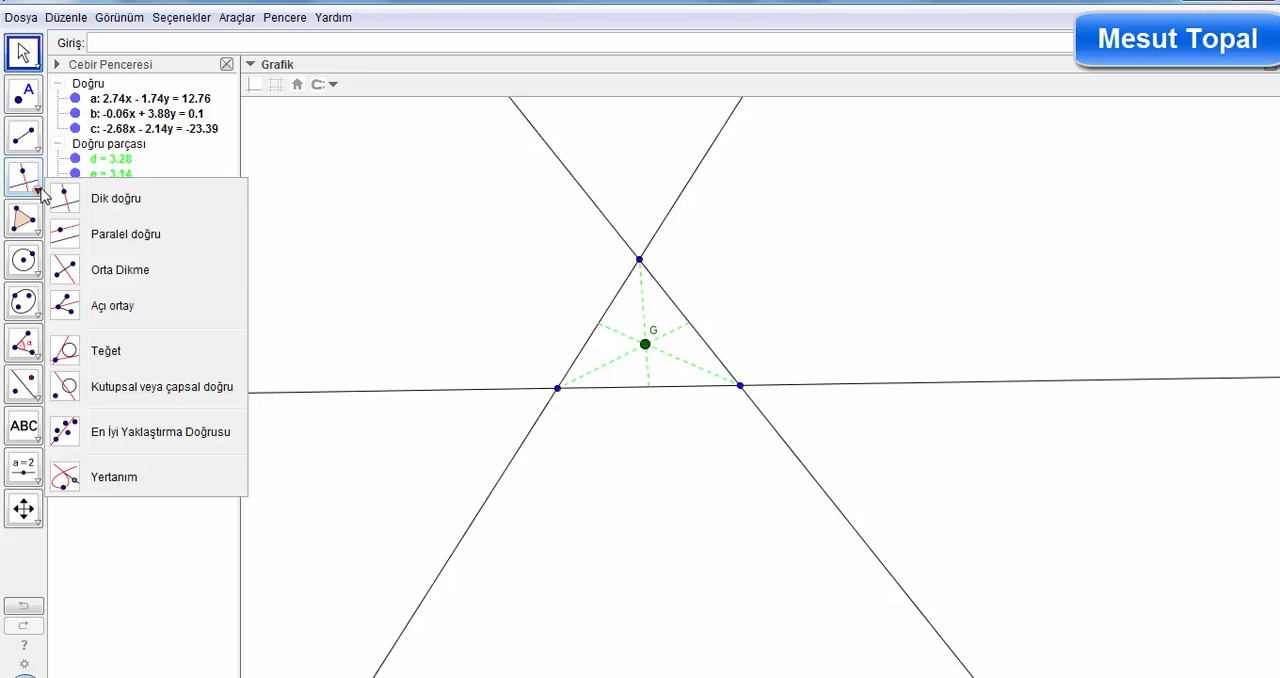 Dosya Düzenle Görünüm Seçenekler Araçlar Pencere Yardım
Mesut Topal
Giriş:
Cebir Penceresi
Grafik
Doğru
a: 2.74x - 1.74y = 12.76
b: -0.06x + 3.88y = 0.1
c: -2.68x - 2.14y = -23.39
Doğru parçası
d = 3.28
e = 3.14
A
Dik doğru
Paralel doğru
Orta Dikme
Açı ortay
Teğet
Kutupsal veya çapsal doğru
En İyi Yaklaştırma Doğrusu
Yertanım
α
ABC
a=2
?
G